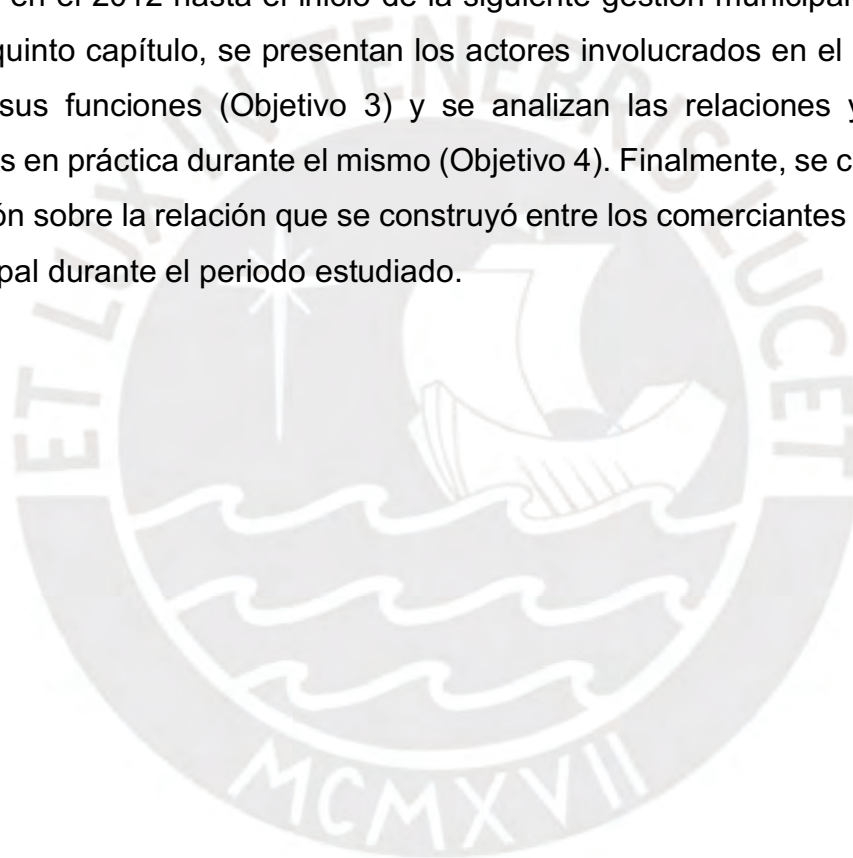 en el 2012 hasta el inicio de la siguiente gestión municipal
quinto capítulo, se presentan los actores involucrados en el
sus funciones (Objetivo 3) y se analizan las relaciones y
s en práctica durante el mismo (Objetivo 4). Finalmente, se c
ón sobre la relación que se construyó entre los comerciantes
pal durante el periodo estudiado.
ET LUX IN TENEBRIS LUCET
MCMXVII